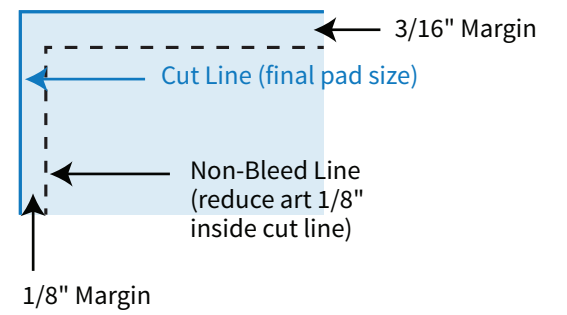 3/16" Margin
Cut Line (final pad size)
Non-Bleed Line
(reduce art 1/8"
inside cut line)
1/8" Margin